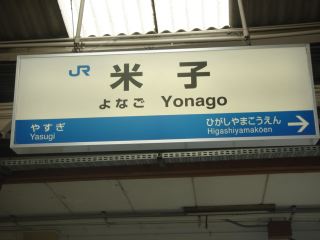 JR 米子
よなご Yonago
やすぎ
Yasugi
ひがしやまこうえん
Higashiyamakōen